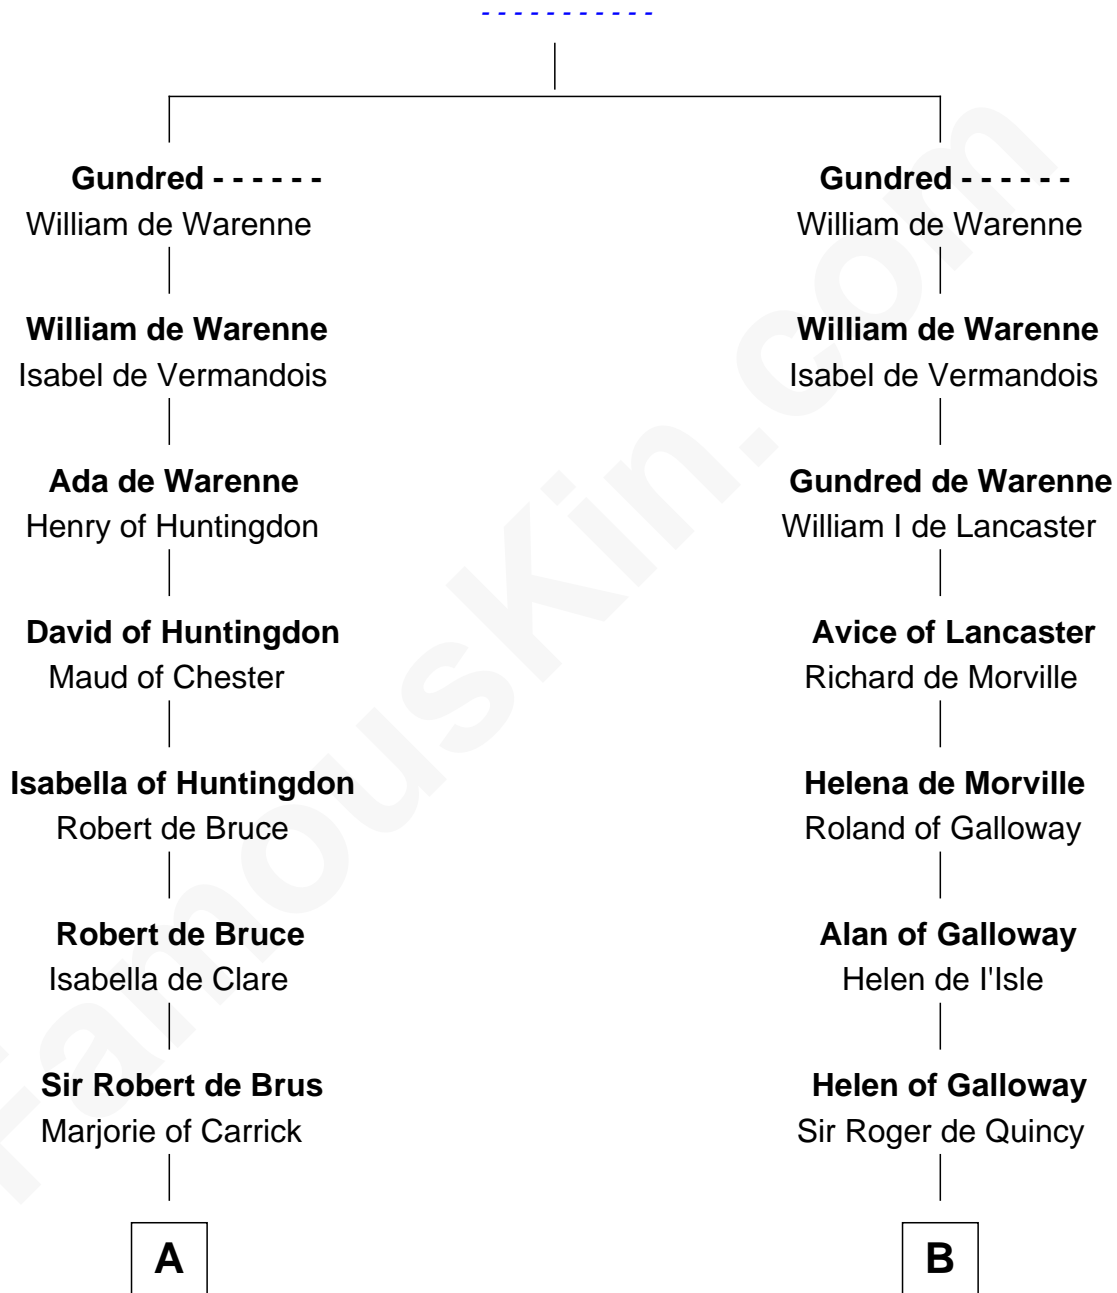 - - - - - - - - - - -
Gundred - - - - - -
William de Warenne
William de Warenne
Isabel de Vermandois
Ada de Warenne
Henry of Huntingdon
David of Huntingdon
Maud of Chester
Isabella of Huntingdon
Robert de Bruce
Robert de Bruce
Isabella de Clare
Sir Robert de Brus
Marjorie of Carrick
A
Gundred - - - - - -
William de Warenne
William de Warenne
Isabel de Vermandois
Gundred de Warenne
William I de Lancaster
Avice of Lancaster
Richard de Morville
Helena de Morville
Roland of Galloway
Alan of Galloway
Helen de I'Isle
Helen of Galloway
Sir Roger de Quincy
B
FamousKin.com